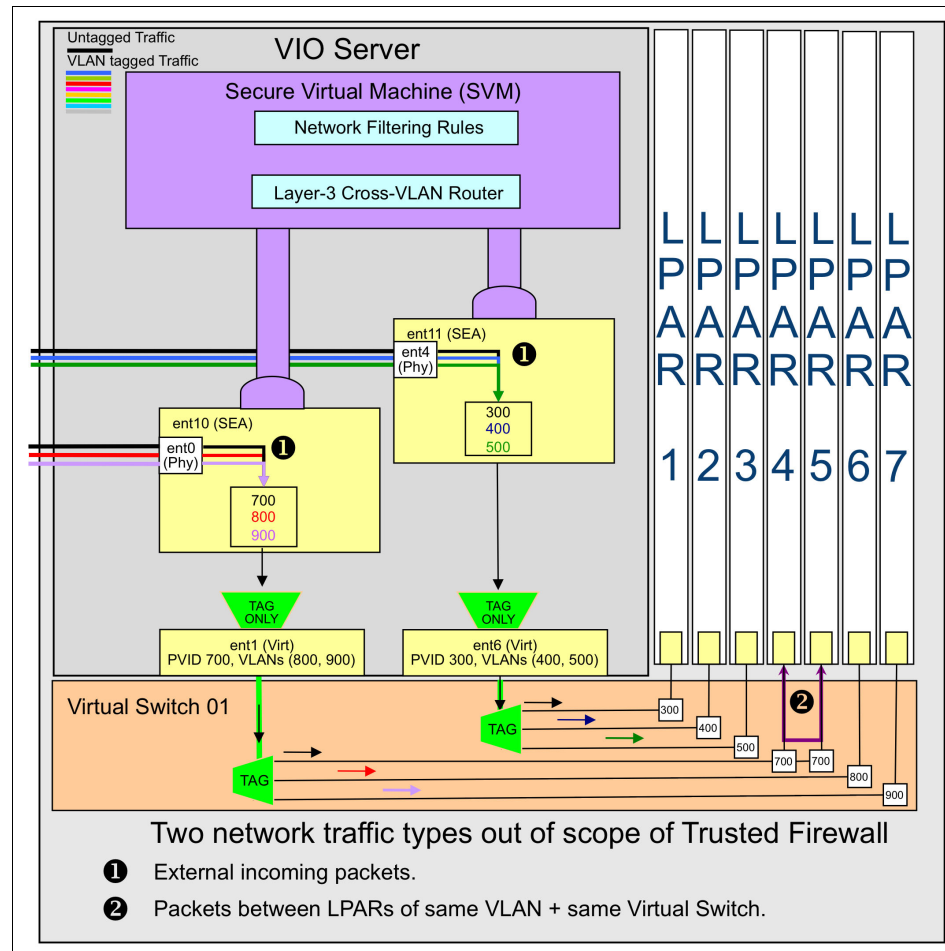 Untagged Traffic
VLAN tagged Traffic
VIO Server
Secure Virtual Machine (SVM)
Network Filtering Rules
Layer-3 Cross-VLAN Router
ent11 (SEA)
ent4
(Phy)
❶
300
400
500
ent10 (SEA)
ent0
(Phy)
❶
700
800
900
TAG
ONLY
TAG
ONLY
ent1 (Virt)
PVID 700, VLANs (800, 900)
ent6 (Virt)
PVID 300, VLANs (400, 500)
LPAR 1
LPAR 2
LPAR 3
LPAR 4
LPAR 5
LPAR 6
LPAR 7
Virtual Switch 01
❷
TAG
TAG
300
400
500
700
700
800
900
Two network traffic types out of scope of Trusted Firewall
❶ External incoming packets.
❷ Packets between LPARs of same VLAN + same Virtual Switch.